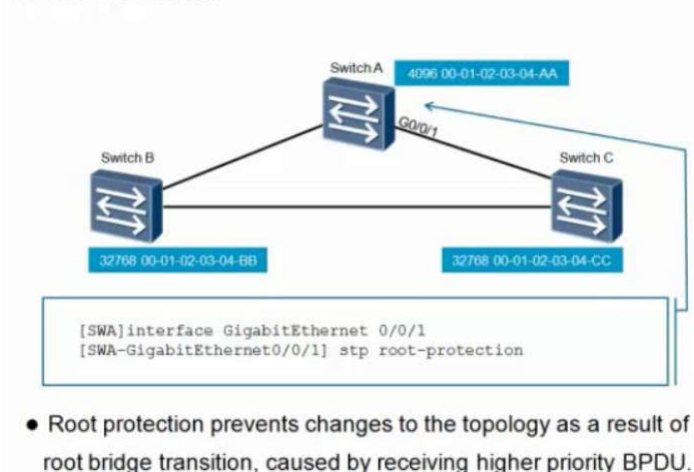 Switch A
4096 00-01-02-03-04-AA
G0/0/1
Switch B
Switch C
32768 00-01-02-03-04-BB
32768 00-01-02-03-04-CC
[SWA]interface GigabitEthernet 0/0/1
[SWA-GigabitEthernet0/0/1] stp root-protection
● Root protection prevents changes to the topology as a result of
root bridge transition, caused by receiving higher priority BPDU.